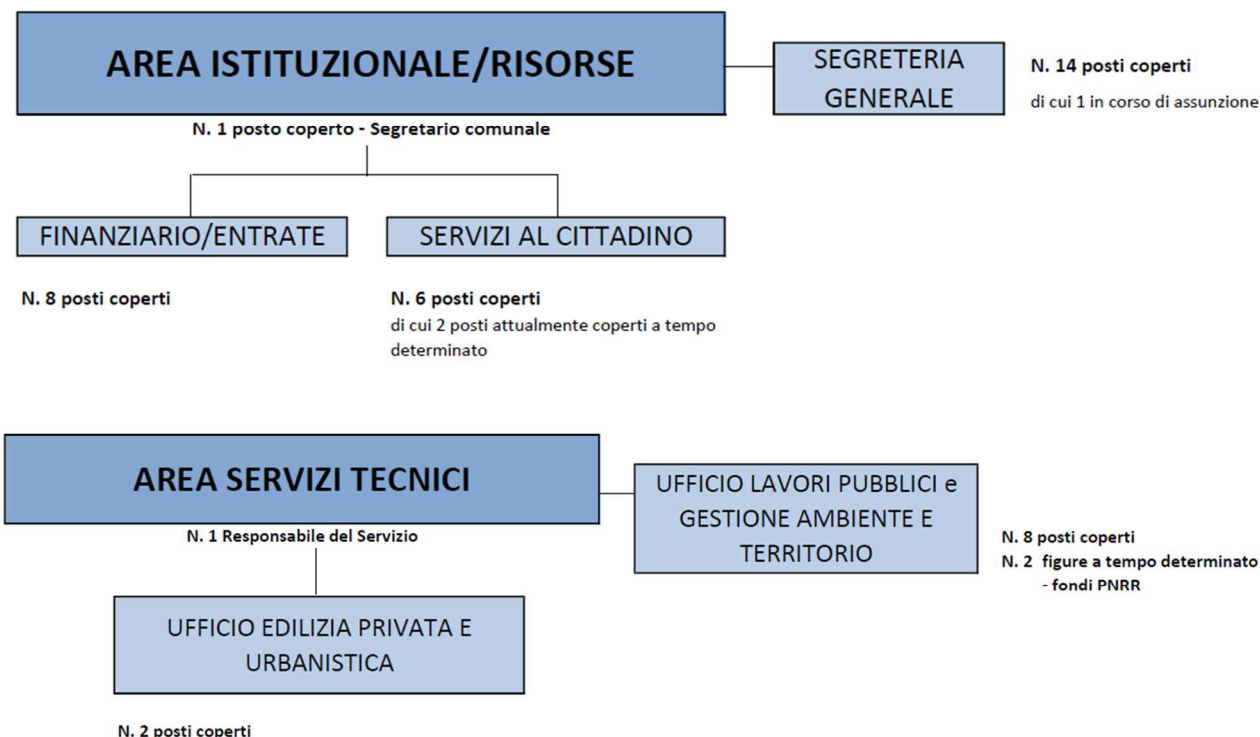 AREA ISTITUZIONALE/RISORSE
SEGRETERIA
GENERALE
N. 14 posti coperti
di cui 1 in corso di assunzione
N. 1 posto coperto - Segretario comunale
FINANZIARIO/ENTRATE
SERVIZI AL CITTADINO
N. 8 posti coperti
N. 6 posti coperti
di cui 2 posti attualmente coperti a tempo
determinato
AREA SERVIZI TECNICI
UFFICIO LAVORI PUBBLICI e
GESTIONE AMBIENTE E
TERRITORIO
N. 1 Responsabile del Servizio
N. 8 posti coperti
N. 2 figure a tempo determinato
- fondi PNRR
UFFICIO EDILIZIA PRIVATA E
URBANISTICA
N. 2 posti coperti